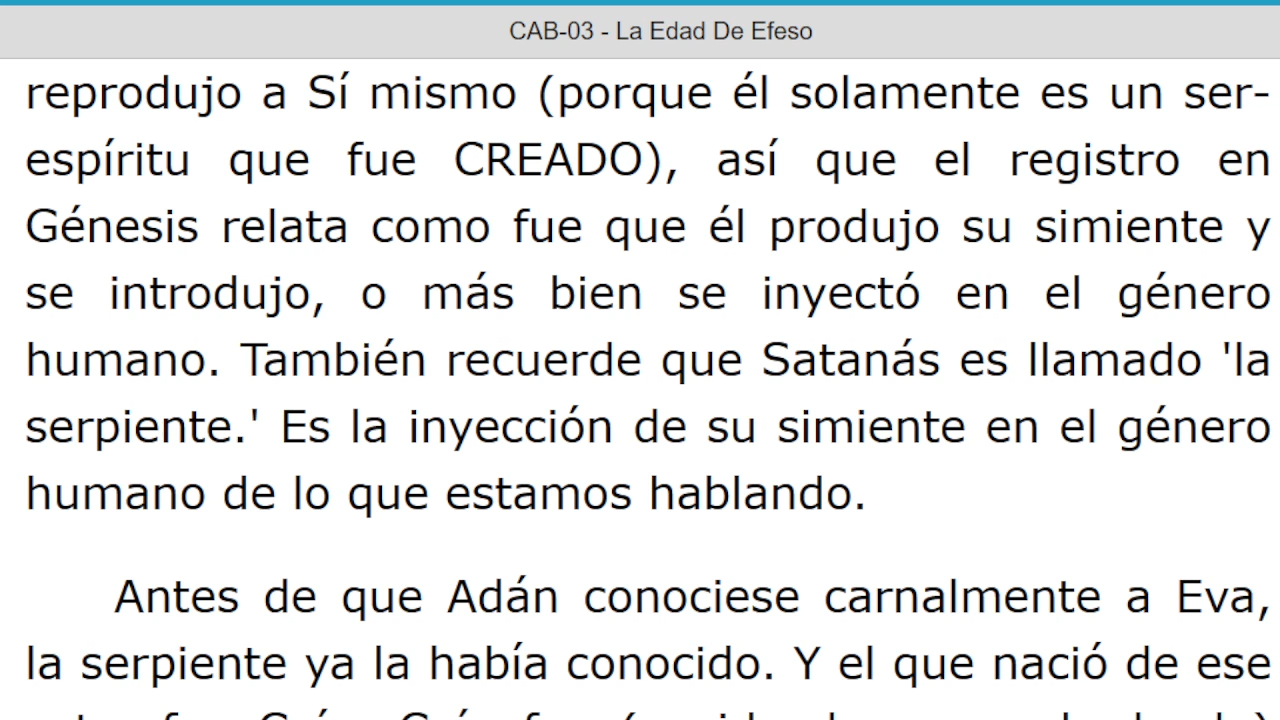 CAB-03 - La Edad De Efeso
reprodujo a Sí mismo (porque él solamente es un ser-
espíritu que fue CREADO), así que el registro en
Génesis relata como fue que él produjo su simiente y
se introdujo, o más bien se inyectó en el género
humano. También recuerde que Satanás es llamado 'la
serpiente.' Es la inyección de su simiente en el género
humano de lo que estamos hablando.
Antes de que Adán conociese carnalmente a Eva,
la serpiente ya la había conocido. Y el que nació de ese